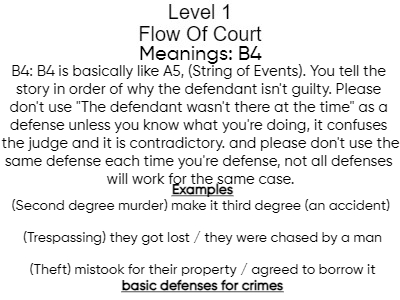 Level 1
Flow Of Court
Meanings: B4
B4: B4 is basically like A5, (String of Events). You tell the
story in order of why the defendant isn't guilty. Please
don't use "The defendant wasn't there at the time" as a
defense unless you know what you're doing, it confuses
the judge and it is contradictory. and please don't use the
same defense each time you're defense, not all defenses
will work for the same case.
Examples
(Second degree murder) make it third degree (an accident)
(Trespassing) they got lost / they were chased by a man
(Theft) mistook for their property / agreed to borrow it
basic defenses for crimes